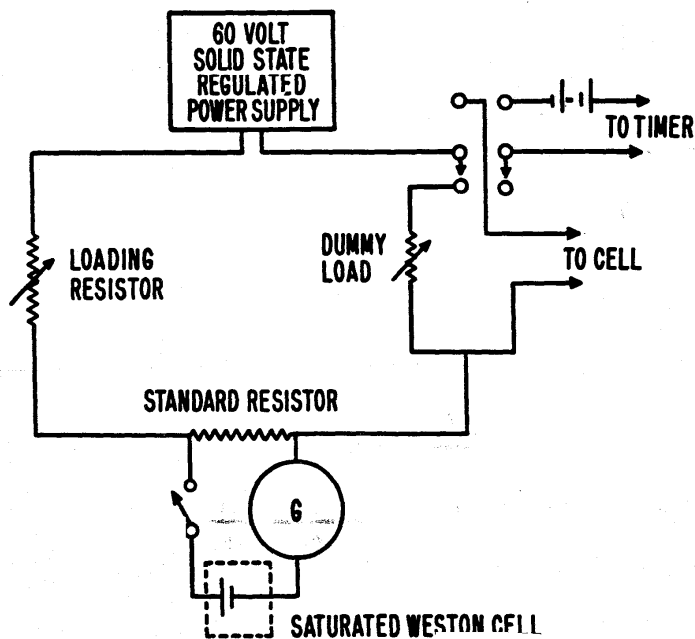 60 VOLT
SOLID STATE
REGULATED
POWER SUPPLY
TO TIMER
LOADING
RESISTOR
DUMMY
LOAD
TO CELL
STANDARD RESISTOR
G
SATURATED WESTON CELL